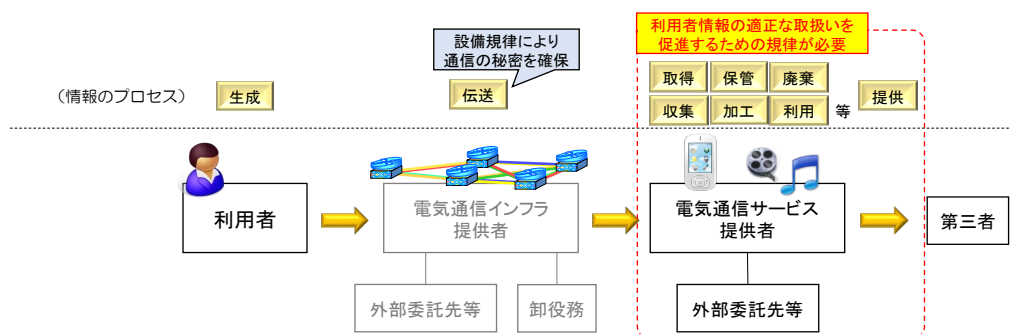 利用者情報の適正な取扱いを
促進するための規律が必要
設備規律により
通信の秘密を確保
(情報のプロセス)
生成
伝送
取得
保管
廃棄
収集
加工
利用
等
提供
利用者
電気通信インフラ
提供者
電気通信サービス
提供者
第三者
外部委託先等
卸役務
外部委託先等